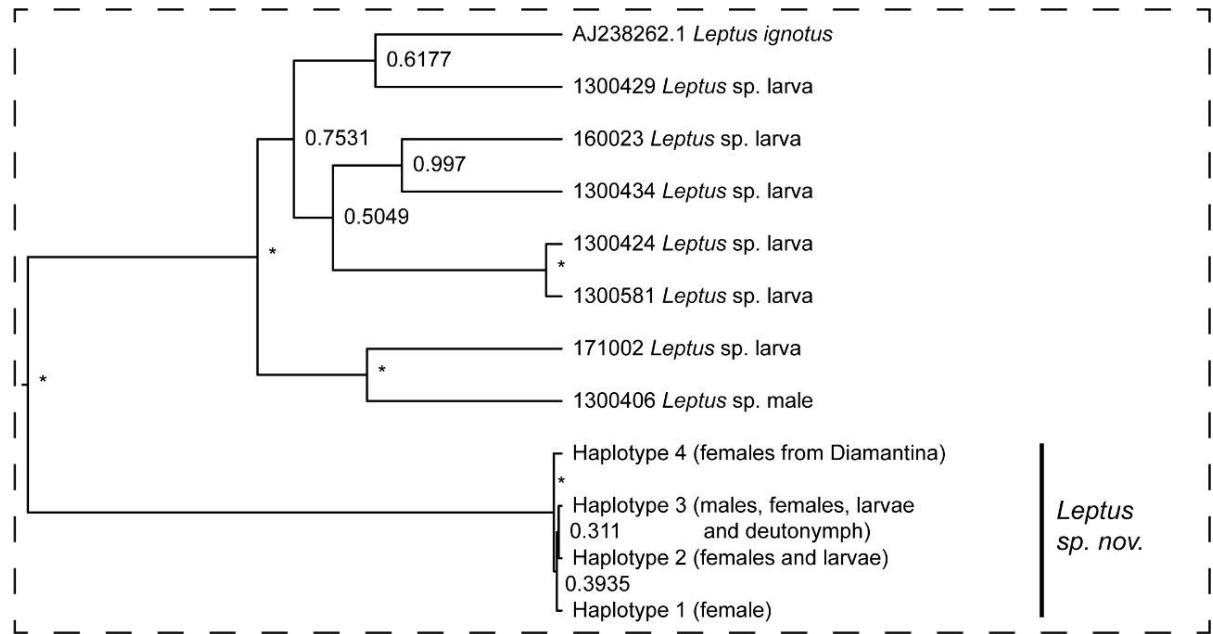 AJ238262.1 Leptus ignotus
0.6177
1300429 Leptus sp. larva
0.7531
160023 Leptus sp. larva
0.997
1300434 Leptus sp. larva
0.5049
1300424 Leptus sp. larva
*
*
1300581 Leptus sp. larva
171002 Leptus sp. larva
*
*
1300406 Leptus sp. male
Haplotype 4 (females from Diamantina)
*
Haplotype 3 (males, females, larvae
and deutonymph)
0.311
Haplotype 2 (females and larvae)
0.3935
Haplotype 1 (female)
Leptus
sp. nov.